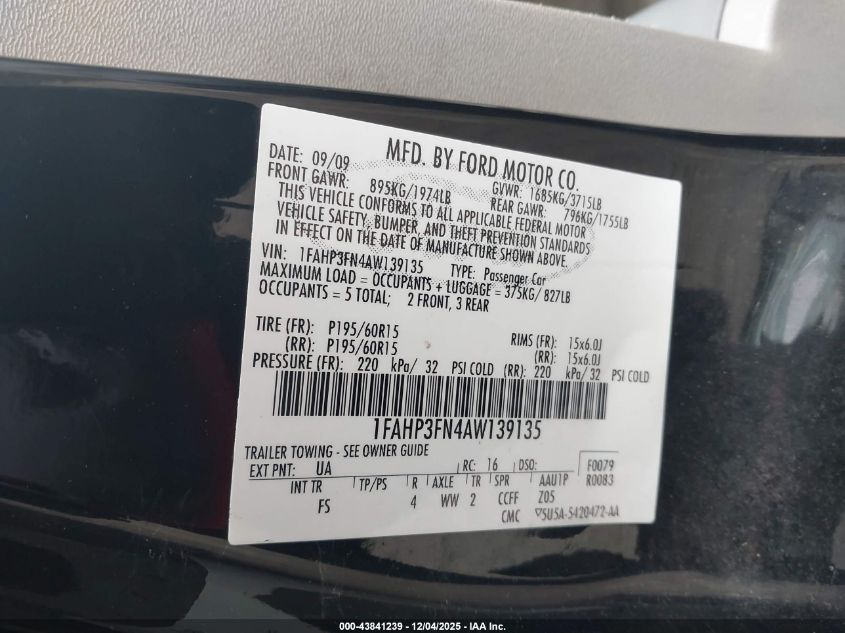 MFD. BY FORD MOTOR CO.
DATE: 09/09 GVWR: 1685KG/3715LB
FRONT GAWR: 895KG/1974LB REAR GAWR: 796KG/1755LB
THIS VEHICLE CONFORMS TO ALL APPLICABLE FEDERAL MOTOR
VEHICLE SAFETY, BUMPER, AND THEFT PREVENTION STANDARDS
IN EFFECT ON THE DATE OF MANUFACTURE SHOWN ABOVE.
VIN: 1FAHP3FN4AW139135 TYPE: Passenger Car
MAXIMUM LOAD = OCCUPANTS + LUGGAGE = 375KG/ 827LB
OCCUPANTS = 5 TOTAL; 2 FRONT, 3 REAR
TIRE (FR): P195/60R15 RIMS (FR): 15x6.0J
(RR): P195/60R15 (RR): 15x6.0J
PRESSURE (FR): 220 kPa/ 32 PSI COLD (RR): 220 kPa/ 32 PSI COLD
1FAHP3FN4AW139135
TRAILER TOWING - SEE OWNER GUIDE
EXT PNT: UA RC: 16 DSO: F0079
R0083
INT TR TP/PS R AXLE TR SPR AAU1P
FS 4 WW 2 CCFF Z05
CMC 5U5A-5420472-AA
000-43841239 - 12/04/2025 - IAA Inc.